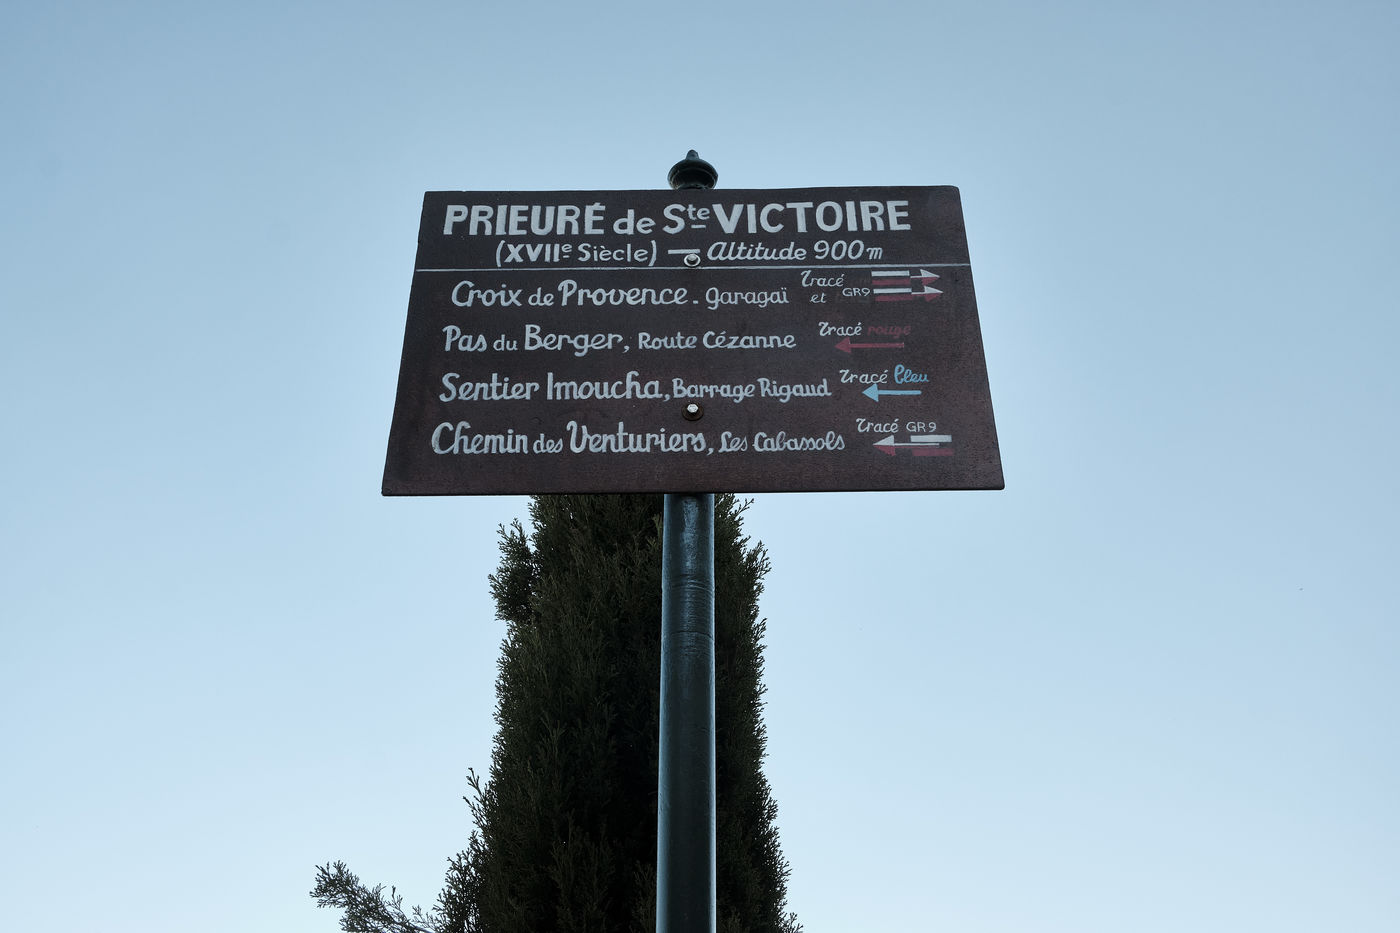 PRIEURÉ de Ste VICTOIRE
(XVIIe Siècle) - Altitude 900m
Croix de Provence - Garagaï Tracé et GR9
Pas du Berger, Route Cézanne Tracé rouge
Sentier Imoucha, Barrage Rigaud Tracé bleu
Chemin des Venturiers, Les Cabassols Tracé GR9